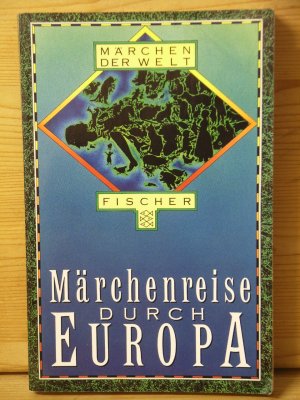 MÄRCHEN
DER WELT
FISCHER
Märchenreise
DURCH
EUROPA